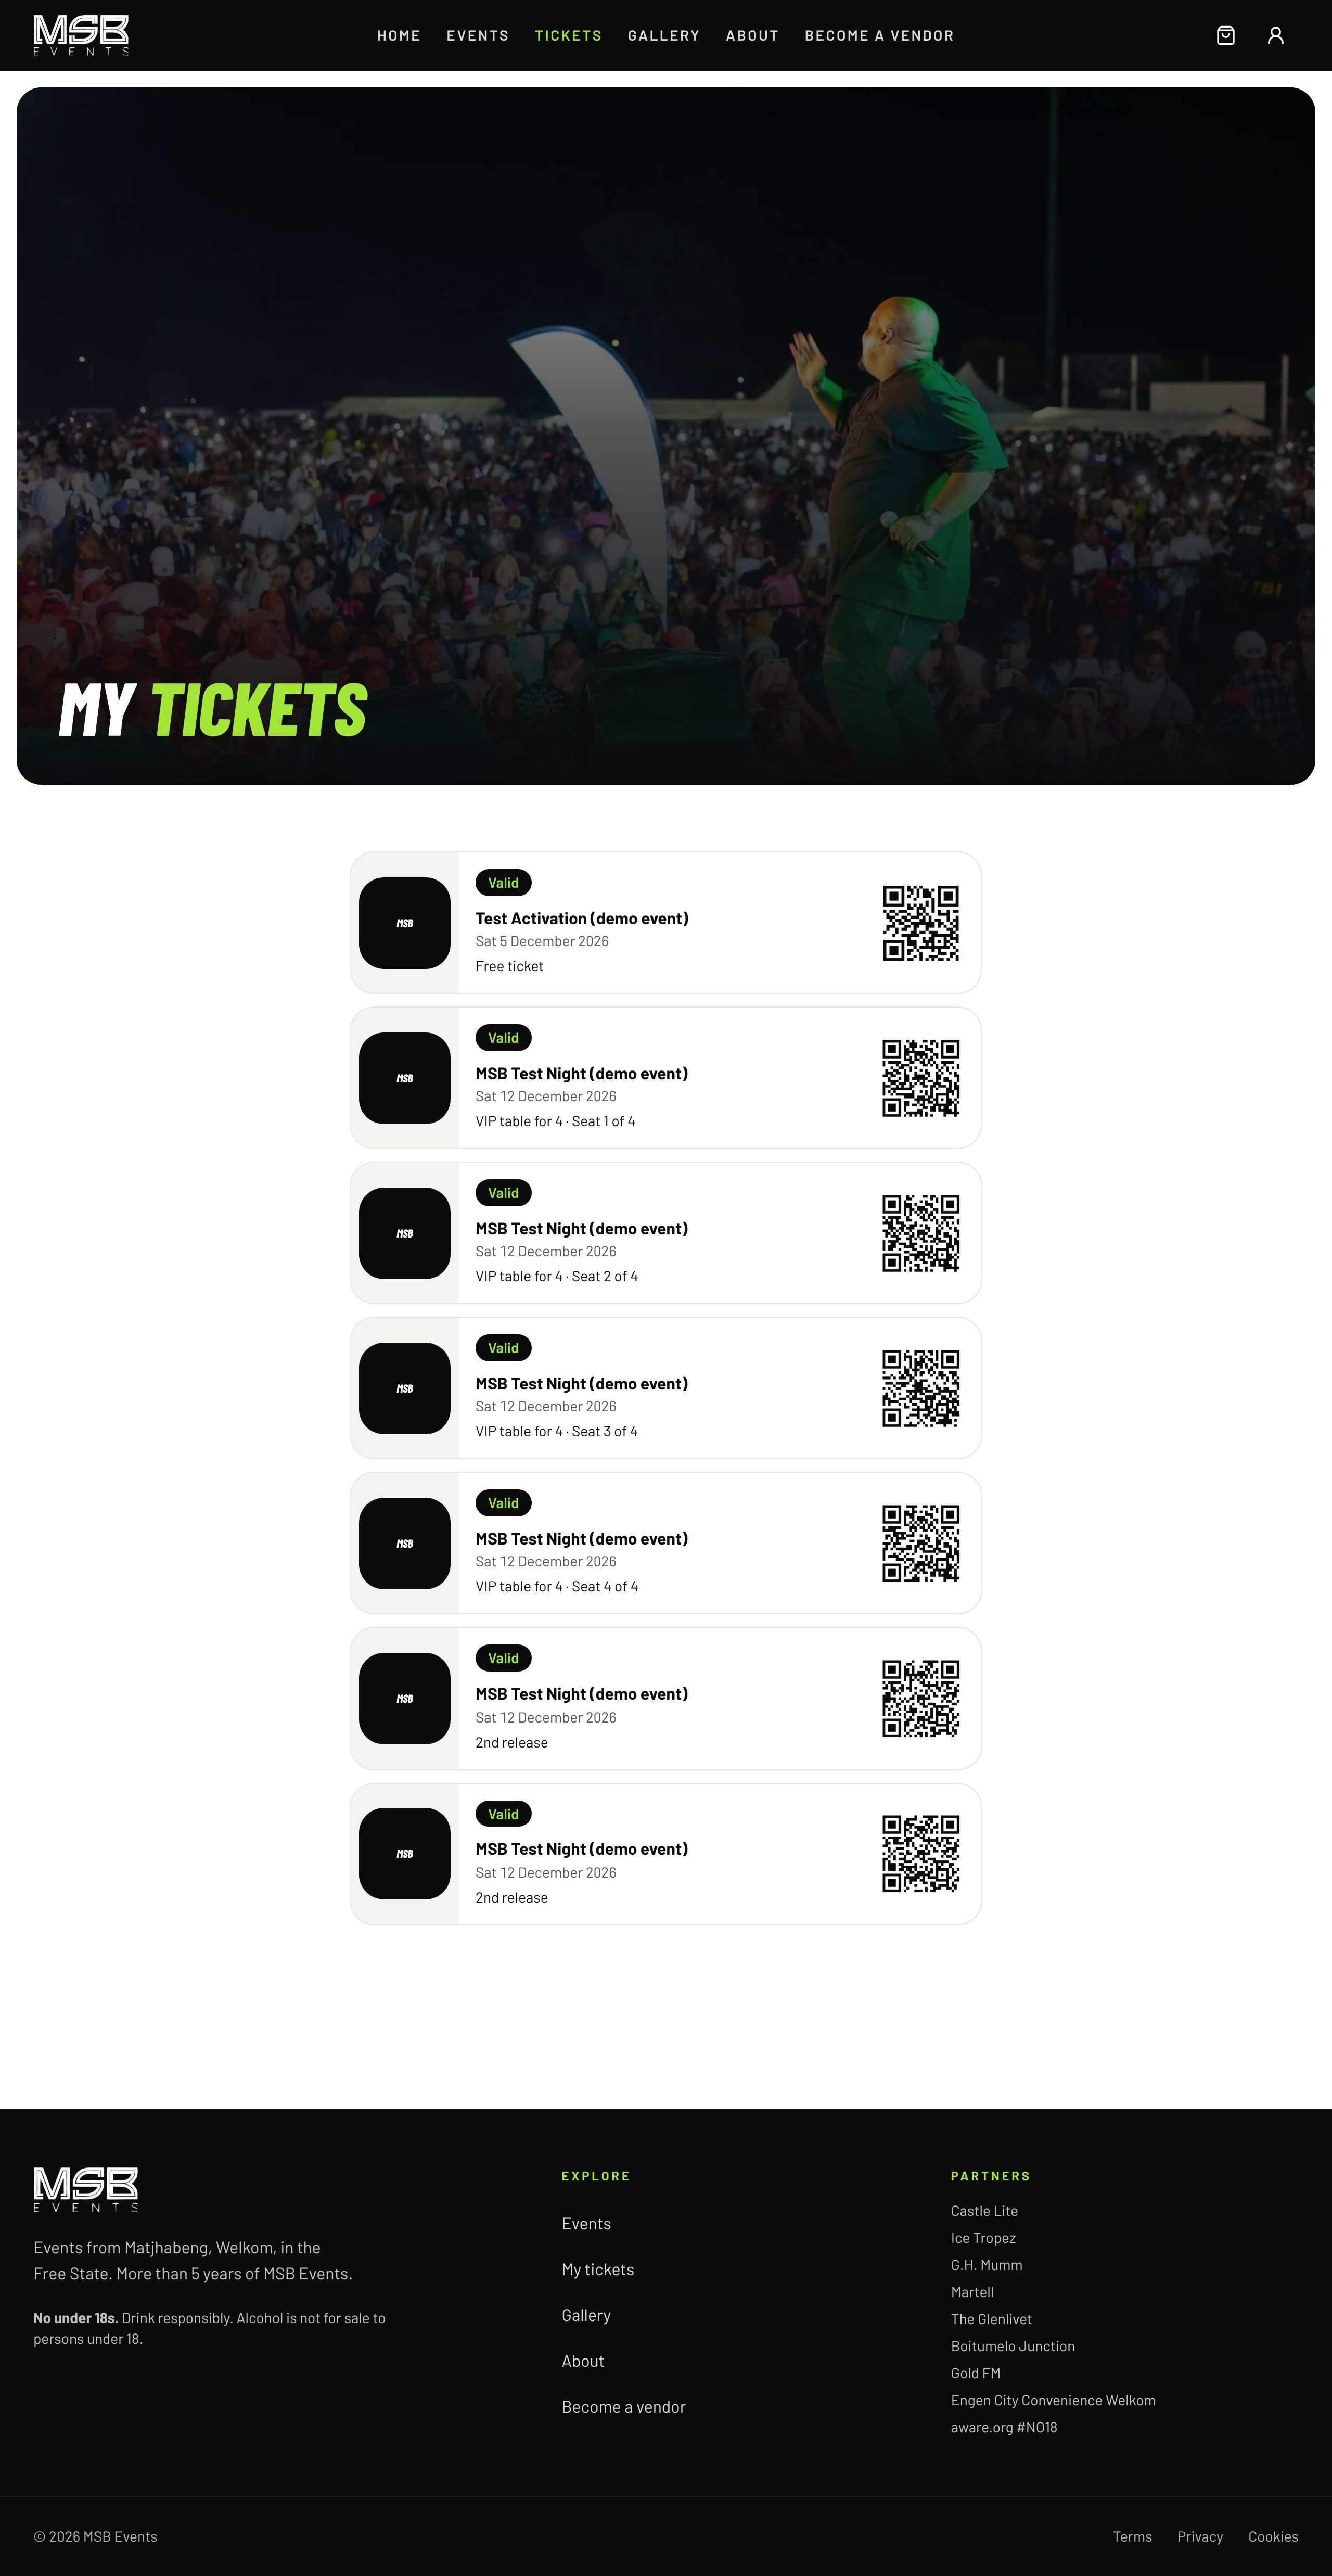 MSB
EVENTS
HOME EVENTS TICKETS GALLERY ABOUT BECOME A VENDOR
MY TICKETS
MSB
Valid
Test Activation (demo event)
Sat 5 December 2026
Free ticket
MSB
Valid
MSB Test Night (demo event)
Sat 12 December 2026
VIP table for 4 · Seat 1 of 4
MSB
Valid
MSB Test Night (demo event)
Sat 12 December 2026
VIP table for 4 · Seat 2 of 4
MSB
Valid
MSB Test Night (demo event)
Sat 12 December 2026
VIP table for 4 · Seat 3 of 4
MSB
Valid
MSB Test Night (demo event)
Sat 12 December 2026
VIP table for 4 · Seat 4 of 4
MSB
Valid
MSB Test Night (demo event)
Sat 12 December 2026
2nd release
MSB
Valid
MSB Test Night (demo event)
Sat 12 December 2026
2nd release
MSB
EVENTS
Events from Matjhabeng, Welkom, in the
Free State. More than 5 years of MSB Events.
No under 18s. Drink responsibly. Alcohol is not for sale to
persons under 18.
EXPLORE
Events
My tickets
Gallery
About
Become a vendor
PARTNERS
Castle Lite
Ice Tropez
G.H. Mumm
Martell
The Glenlivet
Boitumelo Junction
Gold FM
Engen City Convenience Welkom
aware.org #NO18
© 2026 MSB Events
Terms Privacy Cookies